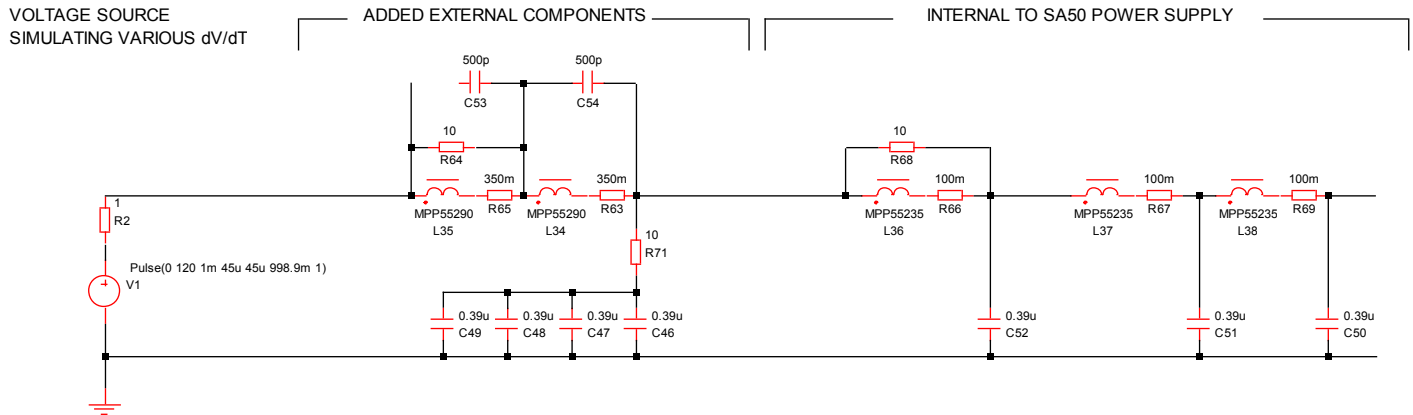 VOLTAGE SOURCE
SIMULATING VARIOUS dV/dT
ADDED EXTERNAL COMPONENTS
INTERNAL TO SA50 POWER SUPPLY
500p
C53
500p
C54
10
R64
10
R68
350m
R65
350m
R63
100m
R66
100m
R67
100m
R69
MPP55290
L35
MPP55290
L34
MPP55235
L36
MPP55235
L37
MPP55235
L38
1
R2
10
R71
Pulse(0 120 1m 45u 45u 998.9m 1)
V1
0.39u
C49
0.39u
C48
0.39u
C47
0.39u
C46
0.39u
C52
0.39u
C51
0.39u
C50